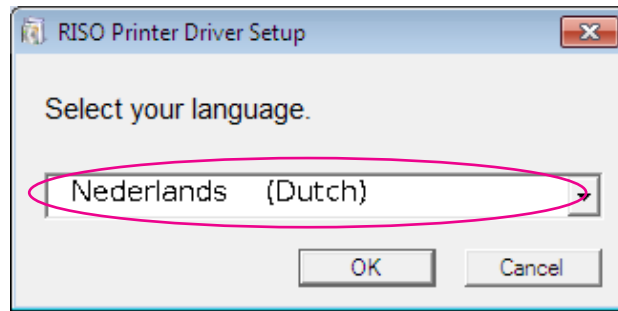 RISO Printer Driver Setup
Select your language.
Nederlands (Dutch)
OK Cancel